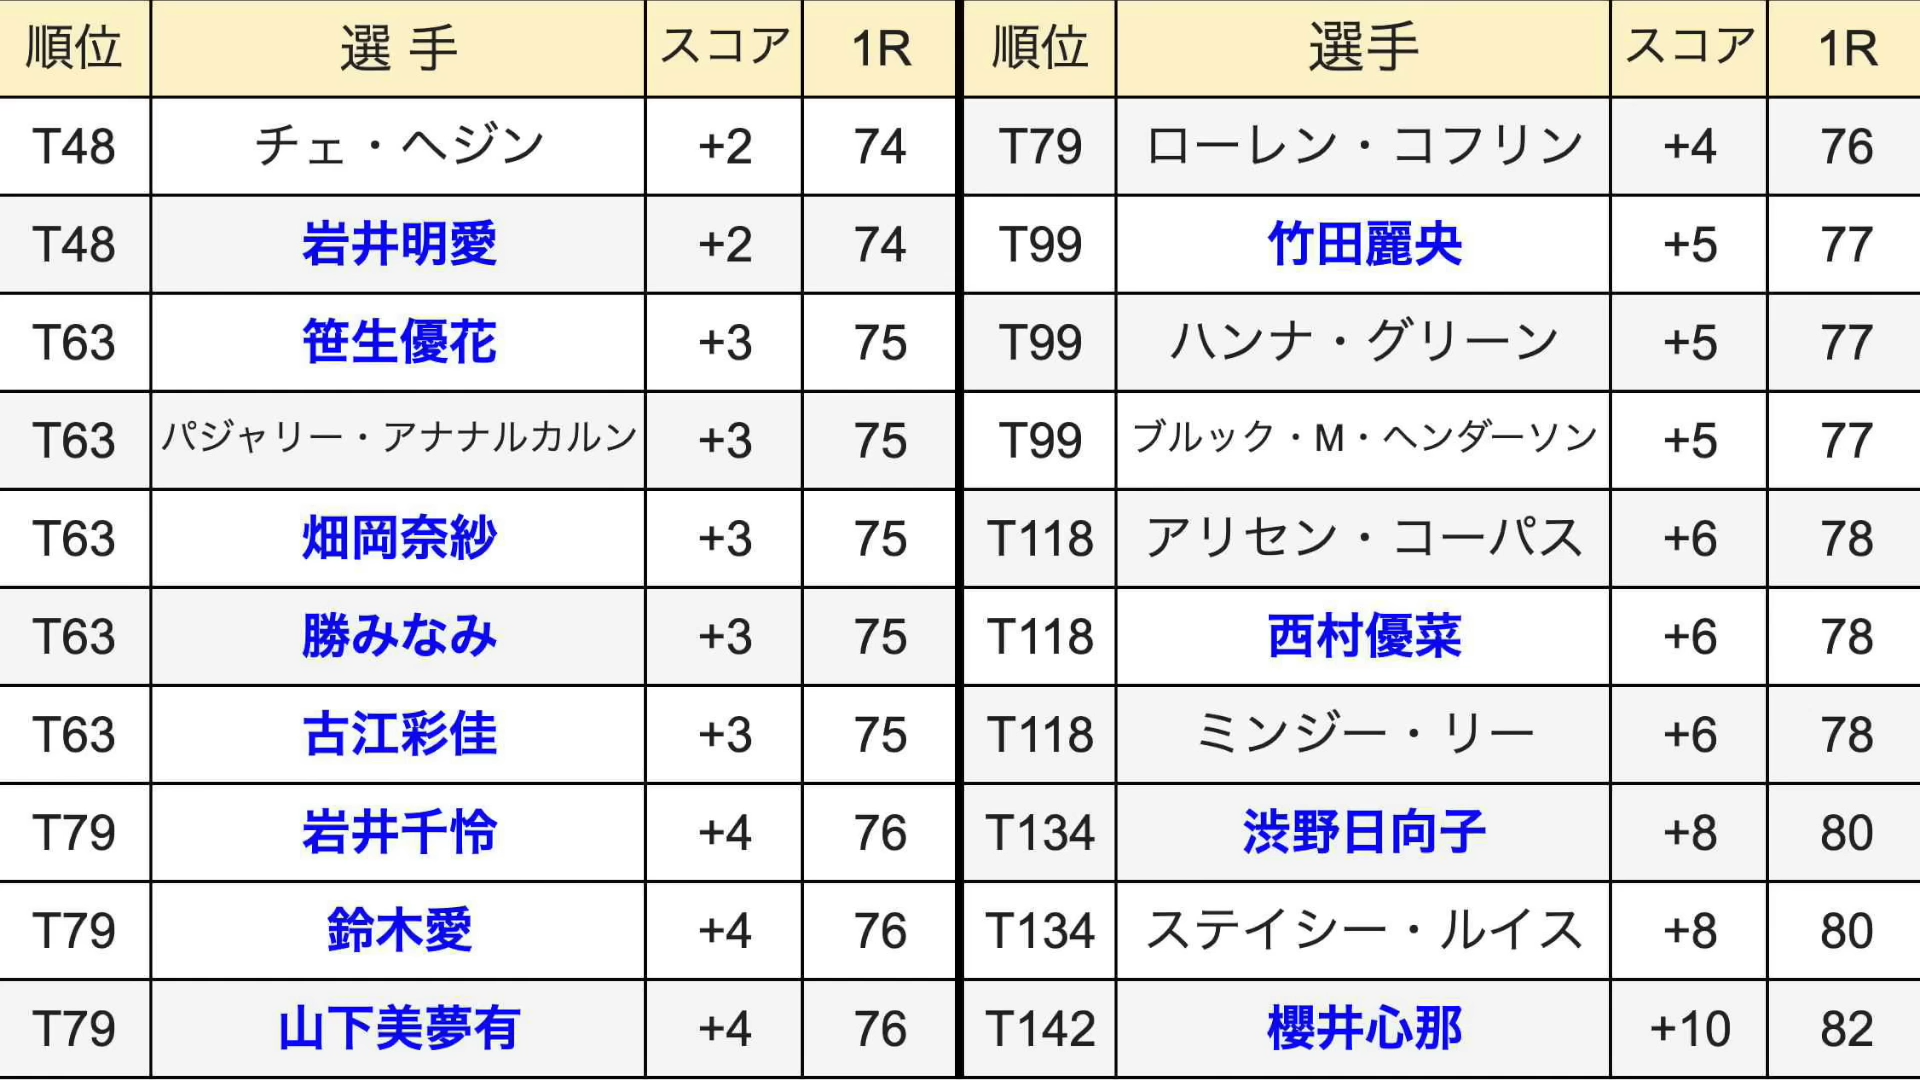 順位 選 手 スコア 1R
T48 チェ・ヘジン +2 74
T48 岩井明愛 +2 74
T63 笹生優花 +3 75
T63 パジャリー・アナナルカルン +3 75
T63 畑岡奈紗 +3 75
T63 勝みなみ +3 75
T63 古江彩佳 +3 75
T79 岩井千怜 +4 76
T79 鈴木愛 +4 76
T79 山下美夢有 +4 76
順位 選手 スコア 1R
T79 ローレン・コフリン +4 76
T99 竹田麗央 +5 77
T99 ハンナ・グリーン +5 77
T99 ブルック・M・ヘンダーソン +5 77
T118 アリセン・コーパス +6 78
T118 西村優菜 +6 78
T118 ミンジー・リー +6 78
T134 渋野日向子 +8 80
T134 ステイシー・ルイス +8 80
T142 櫻井心那 +10 82